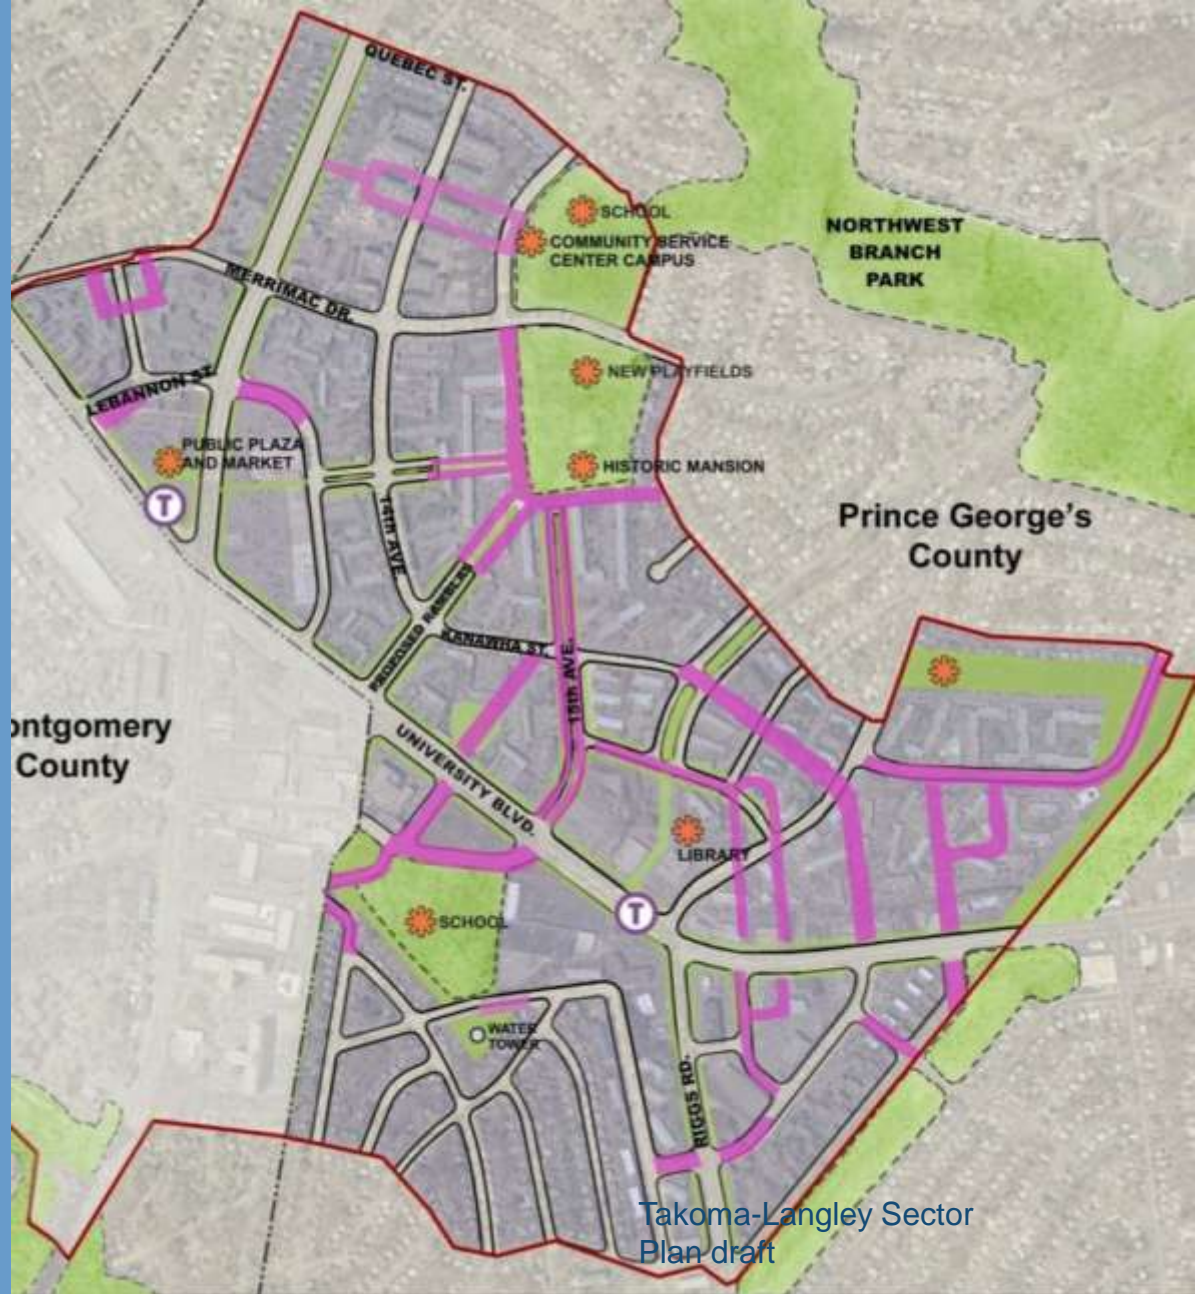 QUEBEC ST.
SCHOOL
COMMUNITY SERVICE
CENTER CAMPUS
NORTHWEST
BRANCH
PARK
MERRIMAC DR.
NEW PLAYFIELDS
LEBANNON ST.
PUBLIC PLAZA
AND MARKET
HISTORIC MANSION
T
14th AVE.
Prince George's
County
PROPOSED RAMBLAS
KANAWHA ST.
15th AVE.
ontgomery
County
UNIVERSITY BLVD.
LIBRARY
T
SCHOOL
WATER
TOWER
RIGGS RD.
Takoma-Langley Sector
Plan draft